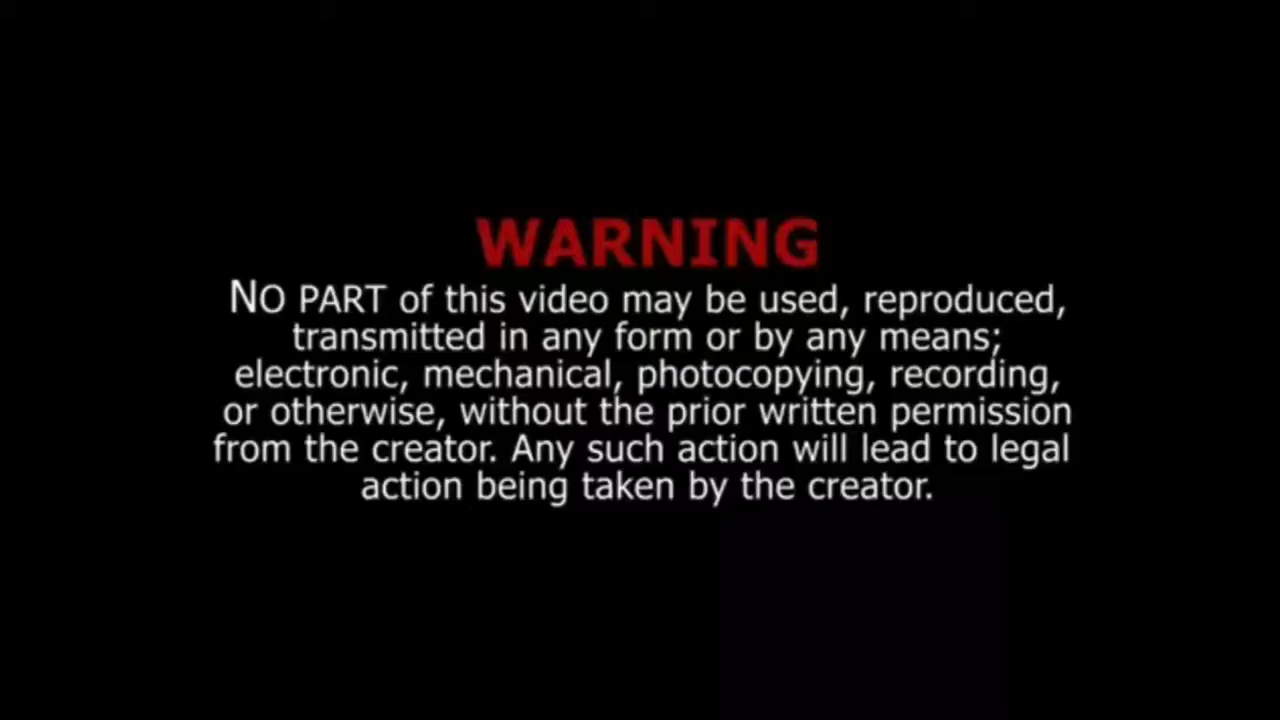 WARNING
NO PART of this video may be used, reproduced,
transmitted in any form or by any means;
electronic, mechanical, photocopying, recording,
or otherwise, without the prior written permission
from the creator. Any such action will lead to legal
action being taken by the creator.